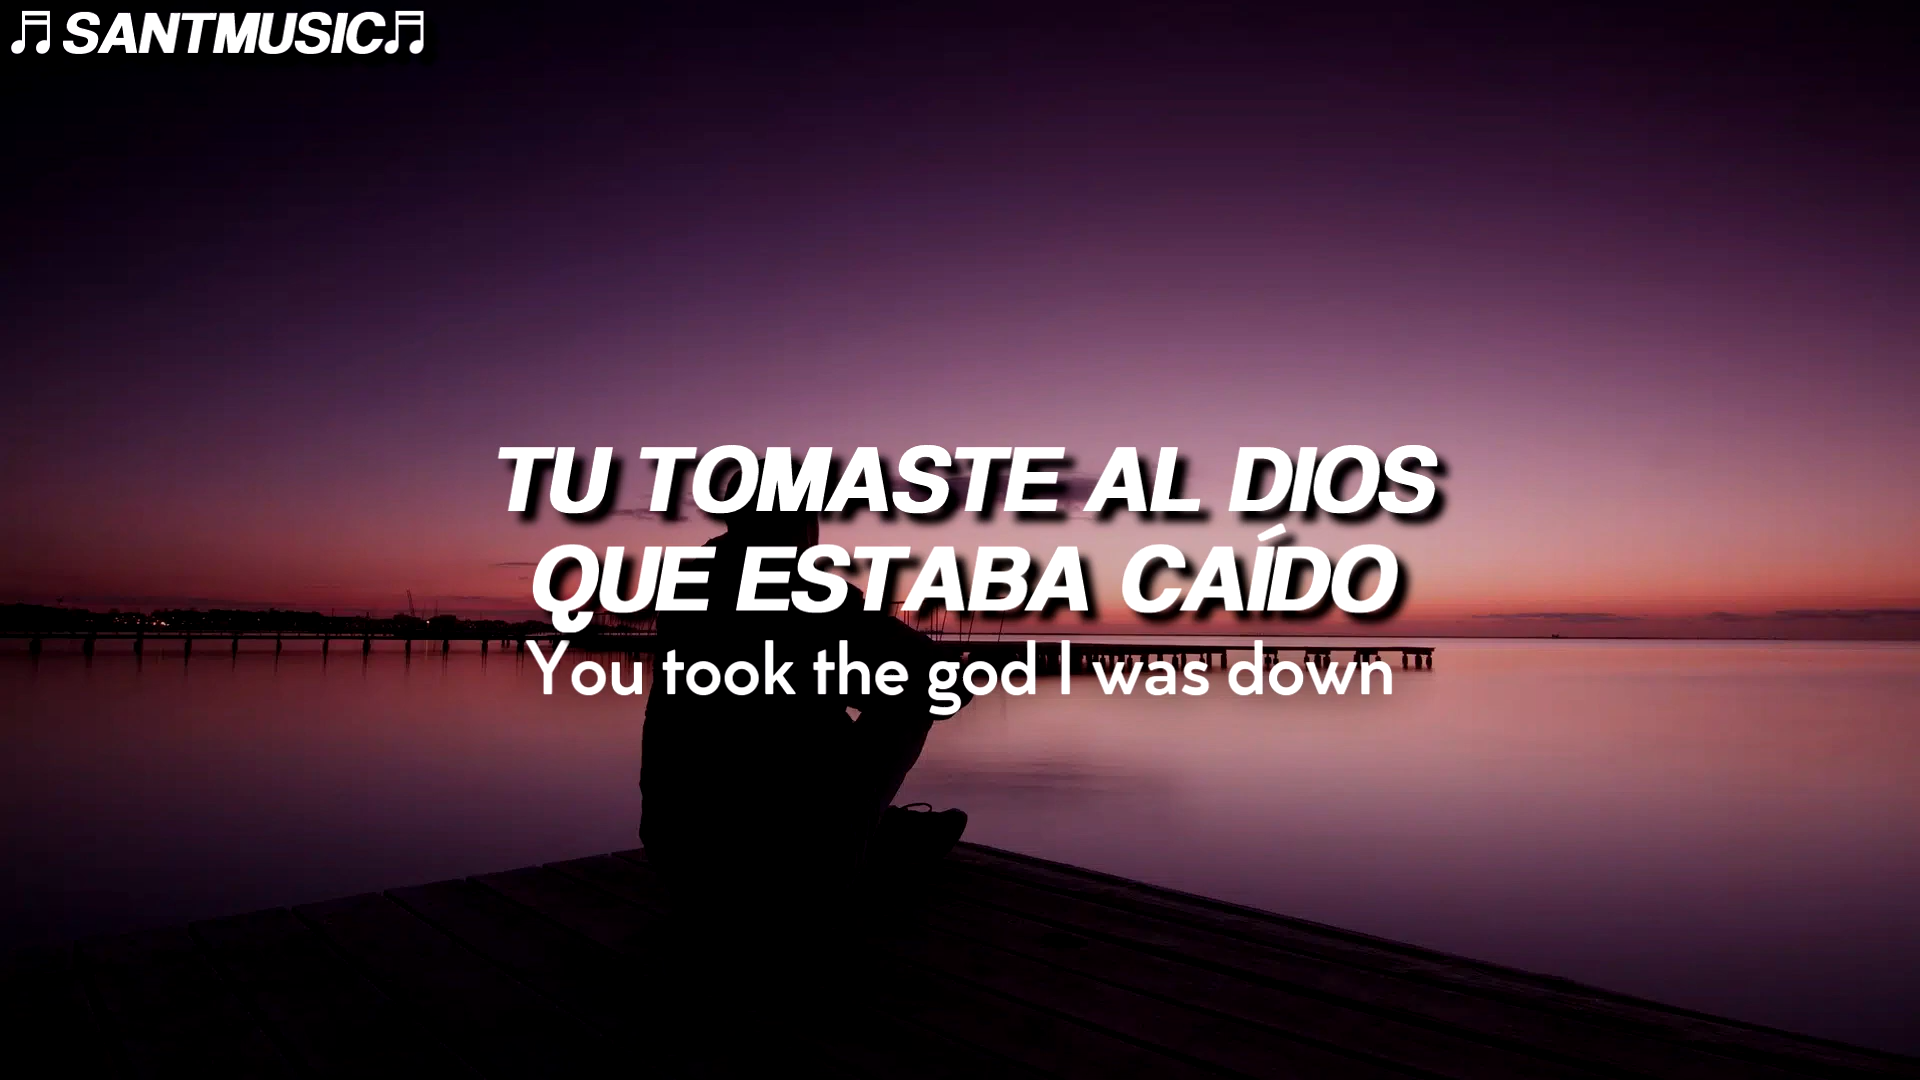 ♫SANTMUSIC♫
TU TOMASTE AL DIOS
QUE ESTABA CAÍDO
You took the god I was down